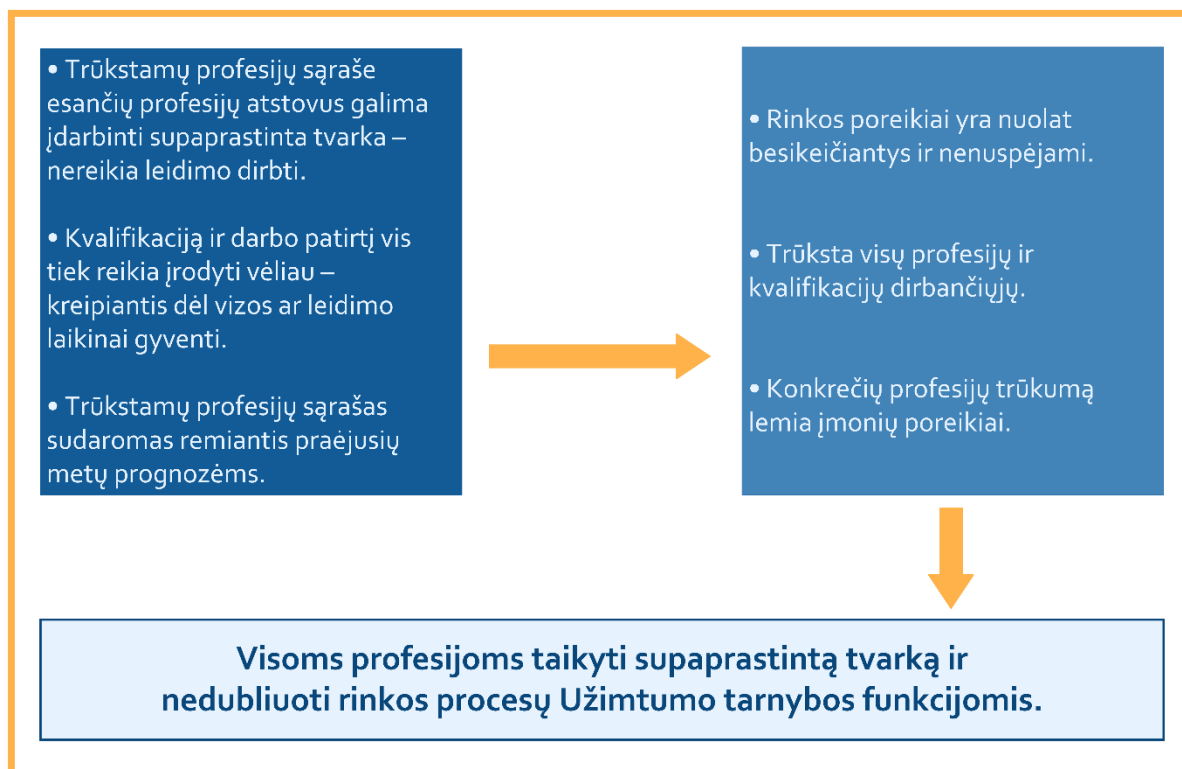 • Trūkstamų profesijų sąraše
esančių profesijų atstovus galima
įdarbinti supaprastinta tvarka –
nereikia leidimo dirbti.
• Kvalifikaciją ir darbo patirtį vis
tiek reikia įrodyti vėliau –
kreipiantis dėl vizos ar leidimo
laikinai gyventi.
• Trūkstamų profesijų sąrašas
sudaromas remiantis praėjusių
metų prognozėms.
• Rinkos poreikiai yra nuolat
besikeičiantys ir nenuspėjami.
• Trūksta visų profesijų ir
kvalifikacijų dirbančiųjų.
• Konkrečių profesijų trūkumą
lemia įmonių poreikiai.
Visoms profesijoms taikyti supaprastintą tvarką ir
nedubliuoti rinkos procesų Užimtumo tarnybos funkcijomis.